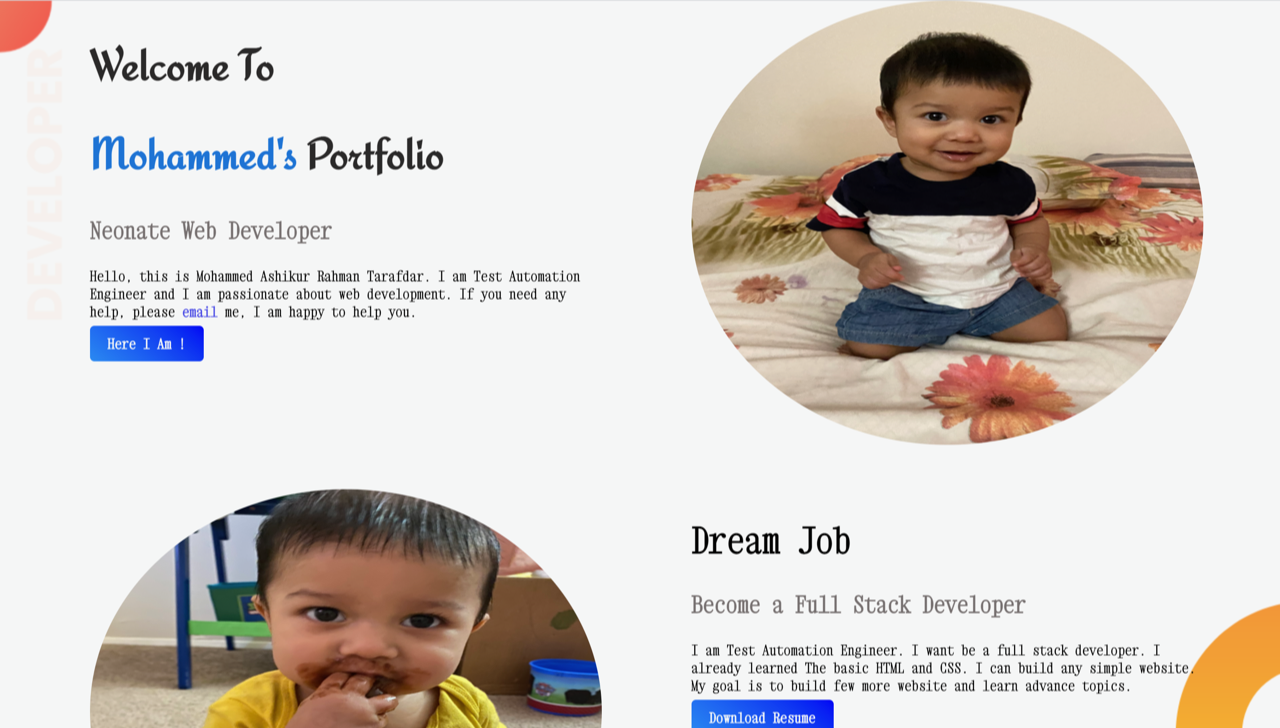 DEVELOPER
Welcome To
Mohammed's Portfolio
Neonate Web Developer
Hello, this is Mohammed Ashikur Rahman Tarafdar. I am Test Automation
Engineer and I am passionate about web development. If you need any
help, please email me, I am happy to help you.
Here I Am !
Dream Job
Become a Full Stack Developer
I am Test Automation Engineer. I want be a full stack developer. I
already learned The basic HTML and CSS. I can build any simple website.
My goal is to build few more website and learn advance topics.
Download Resume